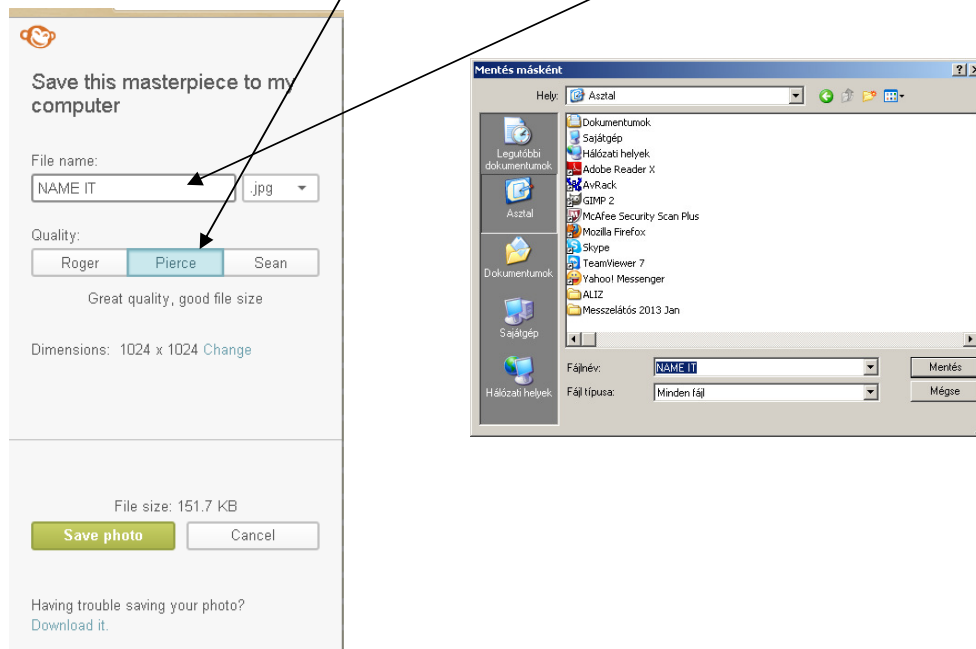 Save this masterpiece to my
computer
File name:
NAME IT
.jpg
Quality:
Roger
Pierce
Sean
Great quality, good file size
Dimensions: 1024 x 1024 Change
File size: 151.7 KB
Save photo
Cancel
Having trouble saving your photo?
Download it.
Mentés másként
Hely:
Asztal
Legutóbbi
dokumentumok
Asztal
Dokumentumok
Sajátgép
Hálózati helyek
Dokumentumok
Sajátgép
Hálózati helyek
Adobe Reader X
AvRack
GIMP 2
McAfee Security Scan Plus
Mozilla Firefox
Skype
TeamViewer 7
Yahoo! Messenger
ALIZ
Messzelátós 2013 Jan
Fájlnév:
NAME IT
Mentés
Fájl típusa:
Minden fájl
Mégse